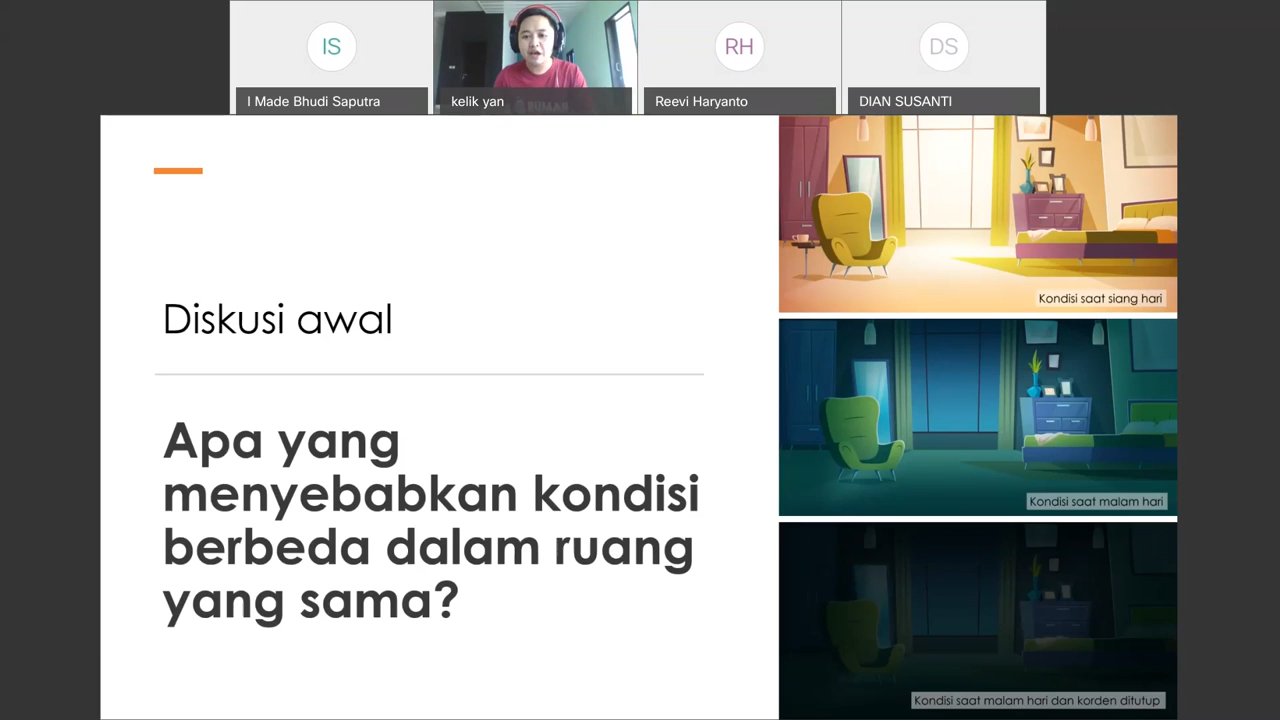 IS
RH
DS
I Made Bhudi Saputra
kelik yan
Reevi Haryanto
DIAN SUSANTI
Diskusi awal
Apa yang
menyebabkan kondisi
berbeda dalam ruang
yang sama?
Kondisi saat siang hari
Kondisi saat malam hari
Kondisi saat malam hari dan korden ditutup